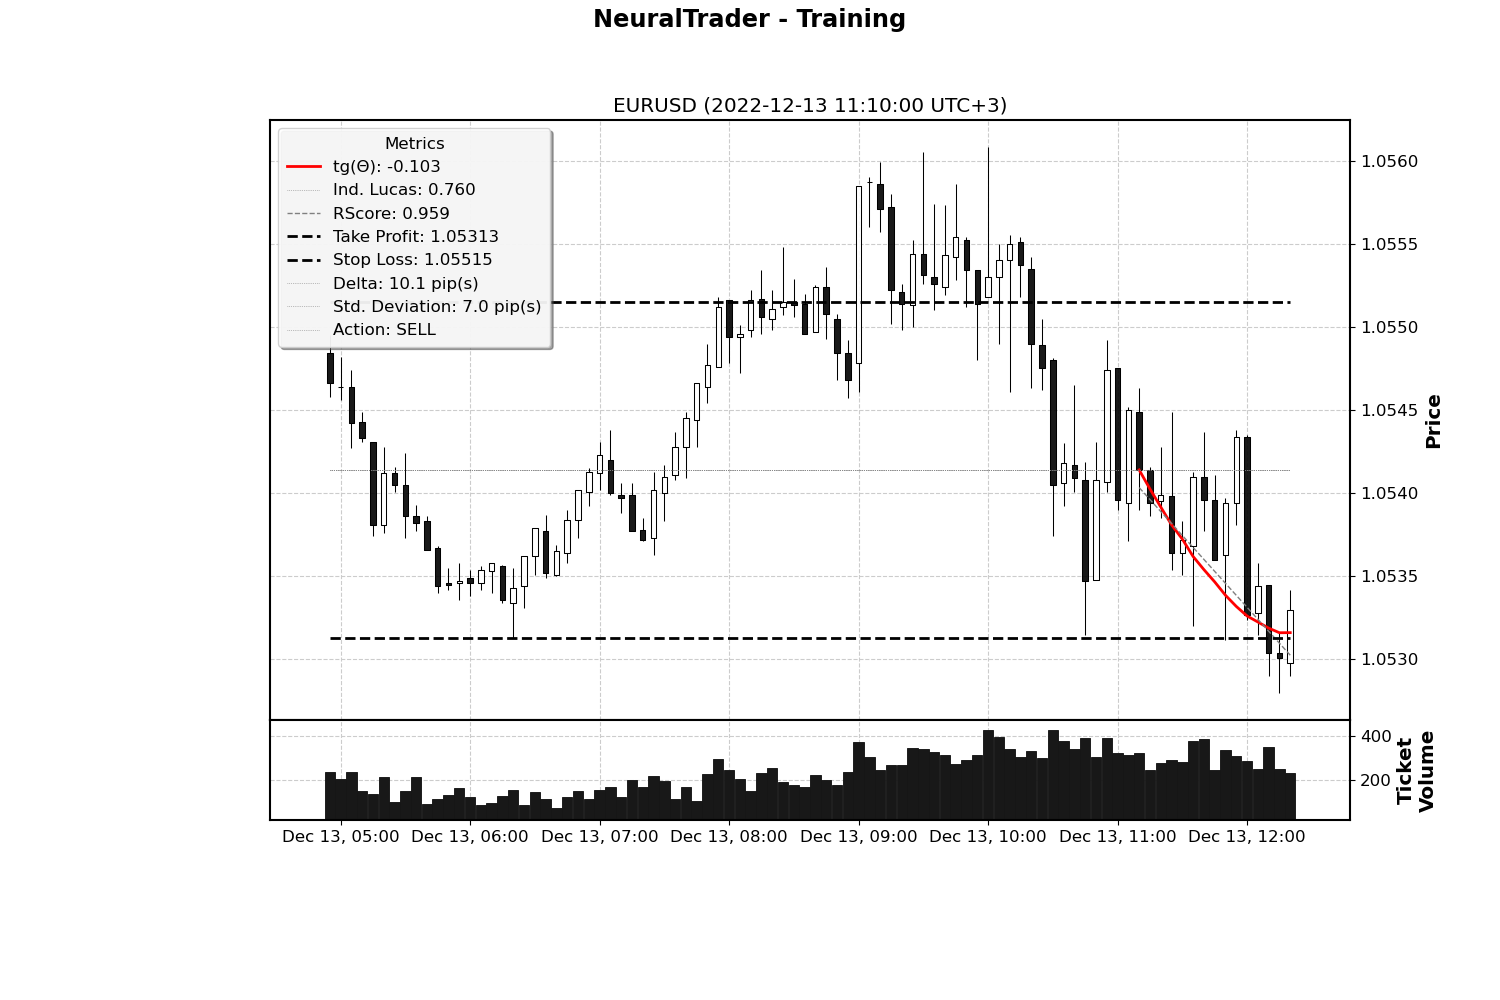 NeuralTrader - Training
EURUSD (2022-12-13 11:10:00 UTC+3)
Metrics
tg(Θ): -0.103
Ind. Lucas: 0.760
RScore: 0.959
Take Profit: 1.05313
Stop Loss: 1.05515
Delta: 10.1 pip(s)
Std. Deviation: 7.0 pip(s)
Action: SELL
1.0560
1.0555
1.0550
1.0545
1.0540
1.0535
1.0530
Price
400
200
Ticket
Volume
Dec 13, 05:00 Dec 13, 06:00 Dec 13, 07:00 Dec 13, 08:00 Dec 13, 09:00 Dec 13, 10:00 Dec 13, 11:00 Dec 13, 12:00